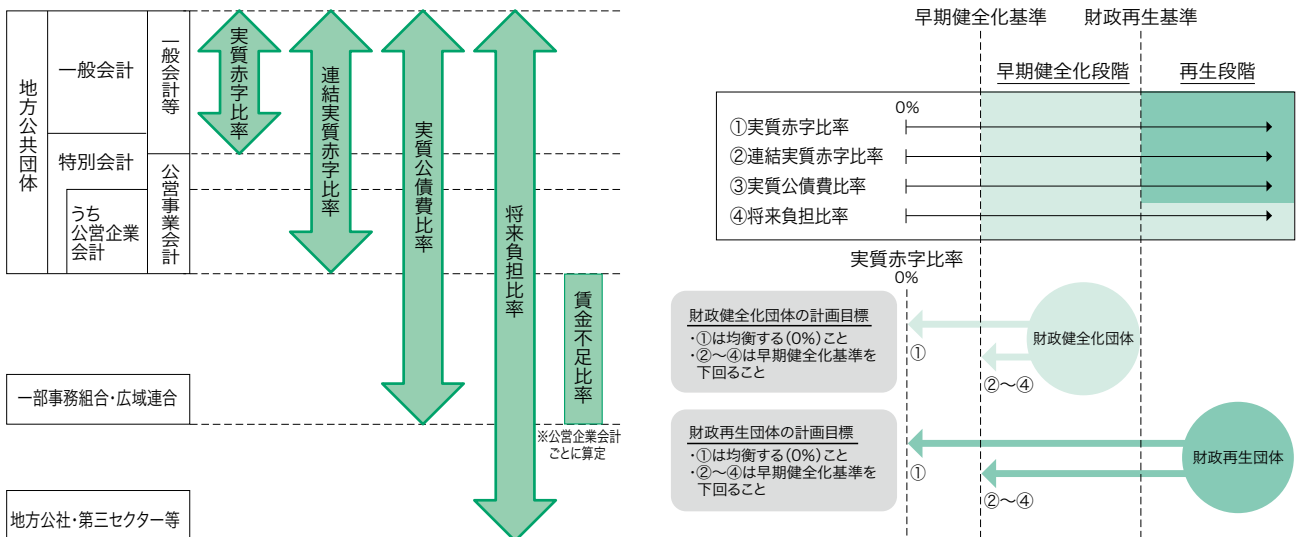 地方公共団体
一般会計
特別会計
うち
公営企業
会計
一般会計等
公営事業会計
実質赤字比率
連結実質赤字比率
実質公債費比率
将来負担比率
賃金不足比率
※公営企業会計
ごとに算定
一部事務組合・広域連合
地方公社・第三セクター等
早期健全化基準
財政再生基準
早期健全化段階
再生段階
0%
①実質赤字比率
②連結実質赤字比率
③実質公債費比率
④将来負担比率
実質赤字比率
0%
財政健全化団体の計画目標
・①は均衡する(0%)こと
・②〜④は早期健全化基準を
下回ること
①
②〜④
財政健全化団体
財政再生団体の計画目標
・①は均衡する(0%)こと
・②〜④は早期健全化基準を
下回ること
①
②〜④
財政再生団体